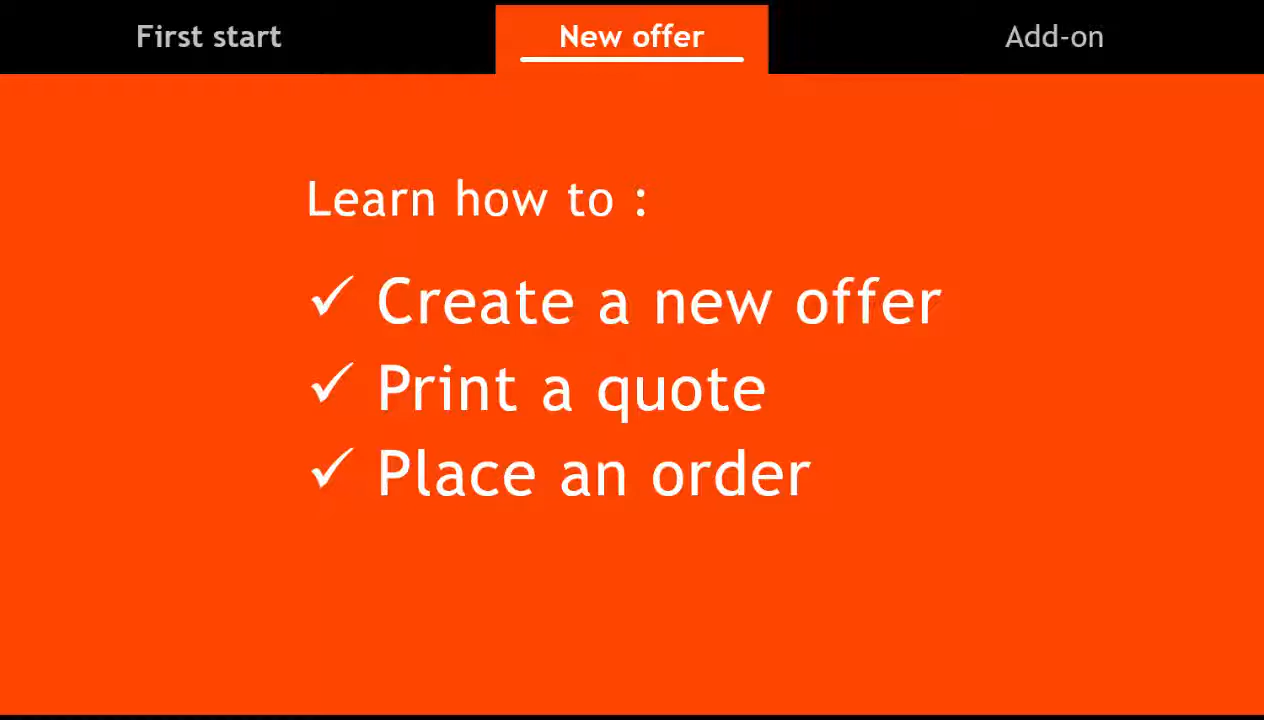 First start
New offer
Add-on
Learn how to :
✓ Create a new offer
✓ Print a quote
✓ Place an order